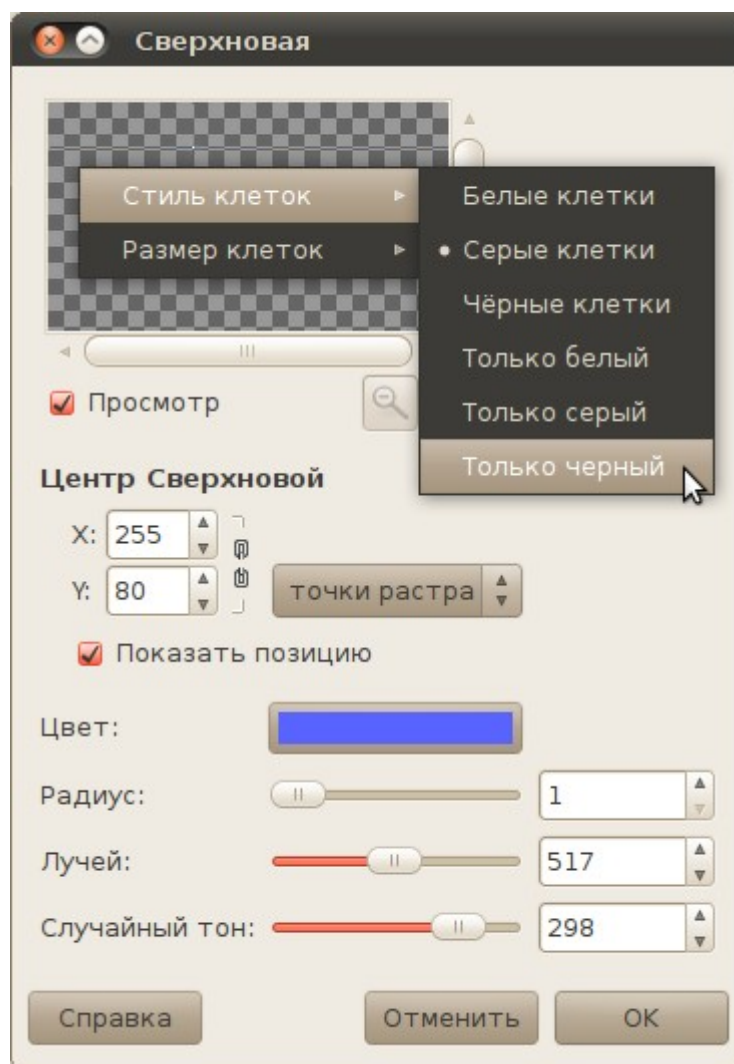 Сверхновая
Стиль клеток
Размер клеток
Белые клетки
Серые клетки
Чёрные клетки
Только белый
Только серый
Только черный
Просмотр
Центр Сверхновой
X: 255
Y: 80 точки растра
Показать позицию
Цвет:
Радиус: 1
Лучей: 517
Случайный тон: 298
Справка Отменить OK